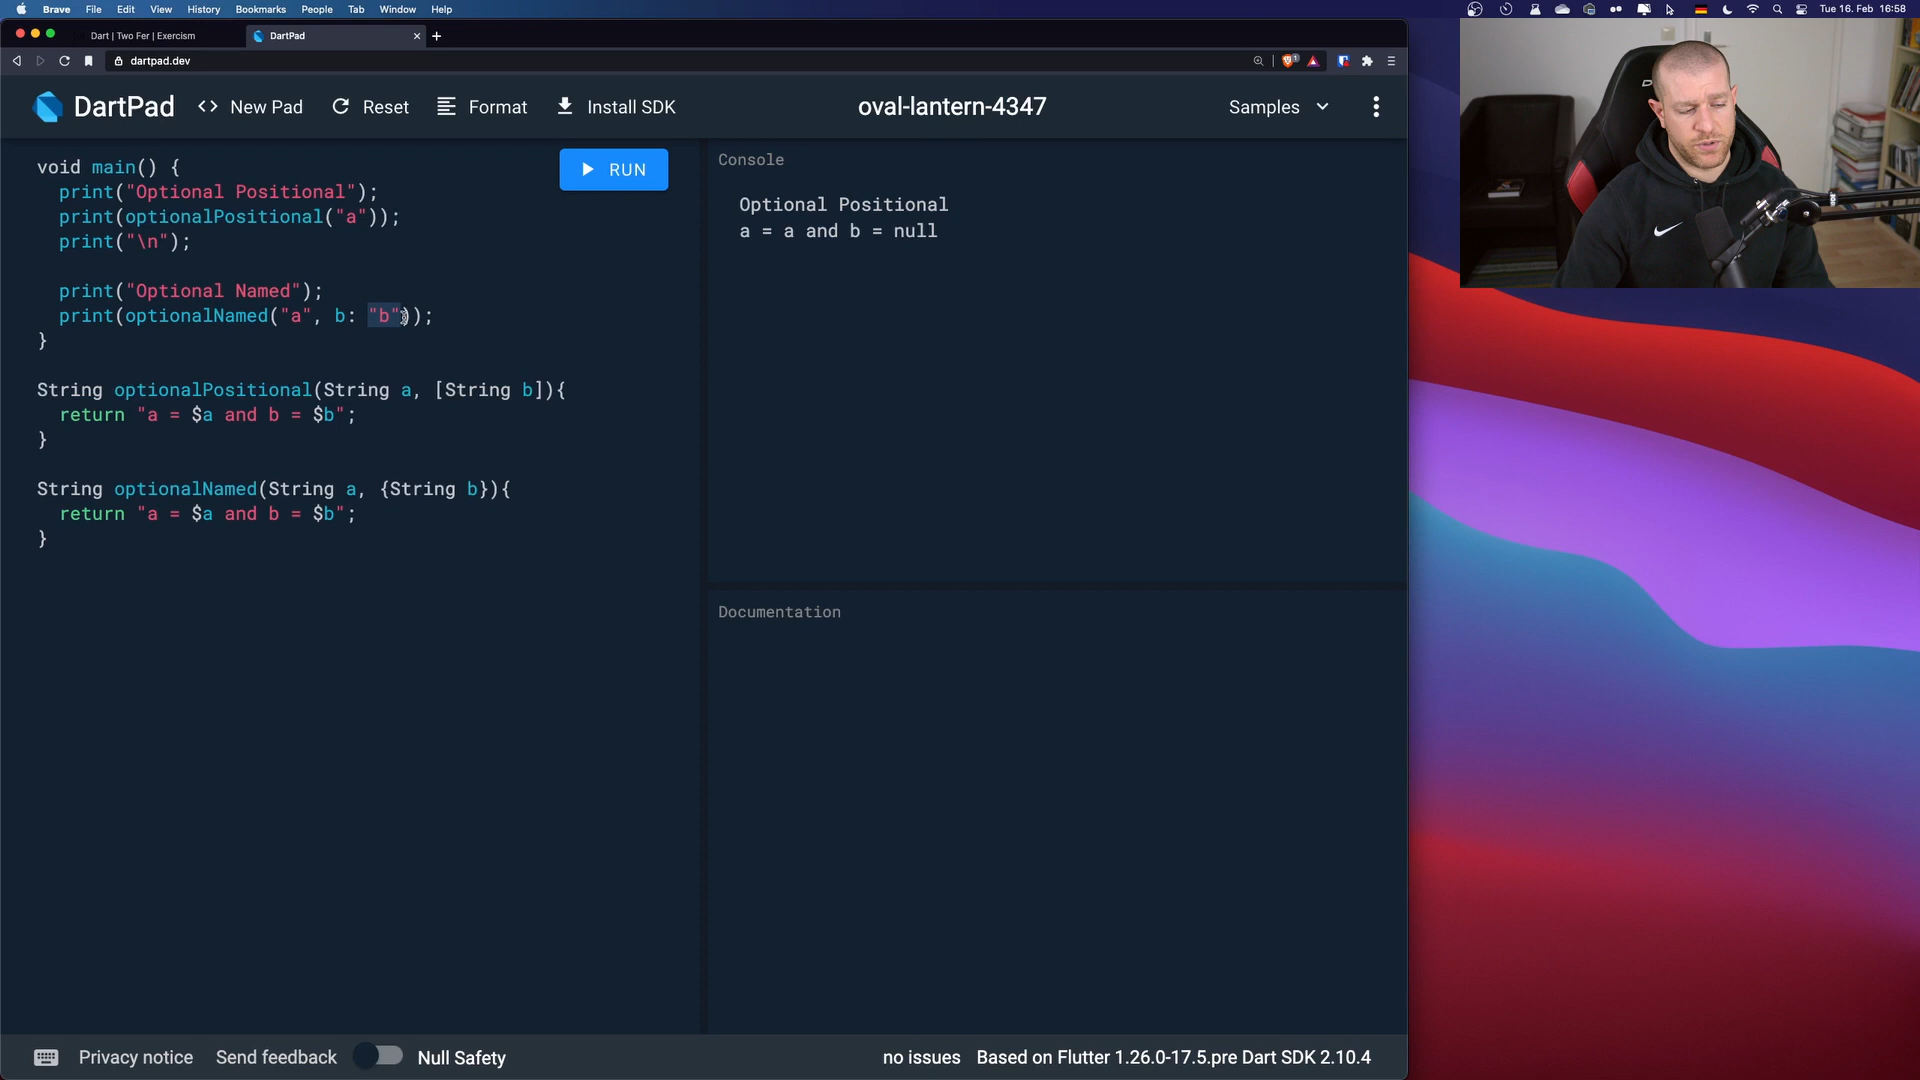 Brave File Edit View History Bookmarks People Tab Window Help Tue 16. Feb 16:58
Dart | Two Fer | Exercism DartPad
dartpad.dev
DartPad New Pad Reset Format Install SDK oval-lantern-4347 Samples
RUN
void main() {
print("Optional Positional");
print(optionalPositional("a"));
print("\n");
print("Optional Named");
print(optionalNamed("a", b: "b"));
}
String optionalPositional(String a, [String b]){
return "a = $a and b = $b";
}
String optionalNamed(String a, {String b}){
return "a = $a and b = $b";
}
Console
Optional Positional
a = a and b = null
Documentation
Privacy notice Send feedback Null Safety no issues Based on Flutter 1.26.0-17.5.pre Dart SDK 2.10.4